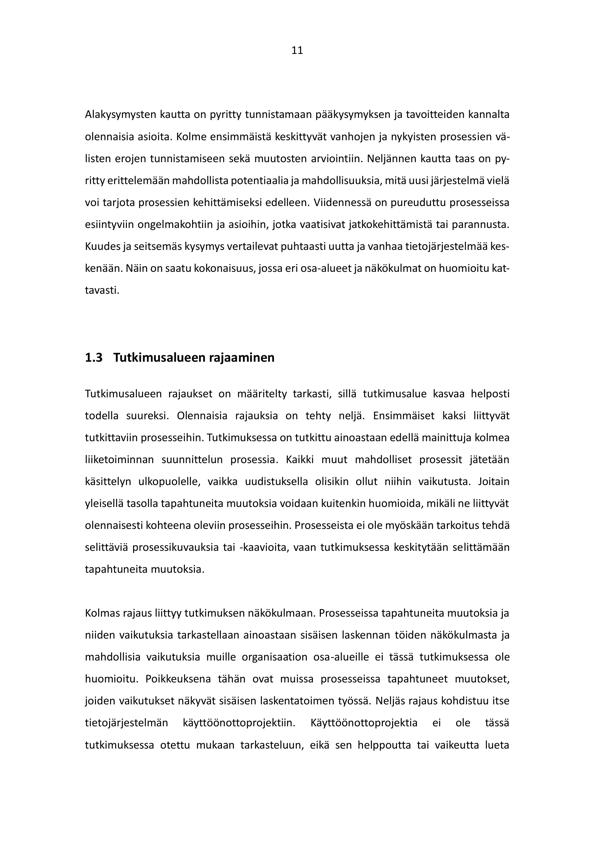 11
Alakysymysten kautta on pyritty tunnistamaan pääkysymyksen ja tavoitteiden kannalta
olennaisia asioita. Kolme ensimmäistä keskittyvät vanhojen ja nykyisten prosessien vä-
listen erojen tunnistamiseen sekä muutosten arviointiin. Neljännen kautta taas on py-
ritty erittelemään mahdollista potentiaalia ja mahdollisuuksia, mitä uusi järjestelmä vielä
voi tarjota prosessien kehittämiseksi edelleen. Viidennessä on pureuduttu prosesseissa
esiintyviin ongelmakohtiin ja asioihin, jotka vaatisivat jatkokehittämistä tai parannusta.
Kuudes ja seitsemäs kysymys vertailevat puhtaasti uutta ja vanhaa tietojärjestelmää kes-
kenään. Näin on saatu kokonaisuus, jossa eri osa-alueet ja näkökulmat on huomioitu kat-
tavasti.
1.3 Tutkimusalueen rajaaminen
Tutkimusalueen rajaukset on määritelty tarkasti, sillä tutkimusalue kasvaa helposti
todella suureksi. Olennaisia rajauksia on tehty neljä. Ensimmäiset kaksi liittyvät
tutkittaviin prosesseihin. Tutkimuksessa on tutkittu ainoastaan edellä mainittuja kolmea
liiketoiminnan suunnittelun prosessia. Kaikki muut mahdolliset prosessit jätetään
käsittelyn ulkopuolelle, vaikka uudistuksella olisikin ollut niihin vaikutusta. Joitain
yleisellä tasolla tapahtuneita muutoksia voidaan kuitenkin huomioida, mikäli ne liittyvät
olennaisesti kohteena oleviin prosesseihin. Prosesseista ei ole myöskään tarkoitus tehdä
selittäviä prosessikuvauksia tai -kaavioita, vaan tutkimuksessa keskitytään selittämään
tapahtuneita muutoksia.
Kolmas rajaus liittyy tutkimuksen näkökulmaan. Prosesseissa tapahtuneita muutoksia ja
niiden vaikutuksia tarkastellaan ainoastaan sisäisen laskennan töiden näkökulmasta ja
mahdollisia vaikutuksia muille organisaation osa-alueille ei tässä tutkimuksessa ole
huomioitu. Poikkeuksena tähän ovat muissa prosesseissa tapahtuneet muutokset,
joiden vaikutukset näkyvät sisäisen laskentatoimen työssä. Neljäs rajaus kohdistuu itse
tietojärjestelmän käyttöönottoprojektiin. Käyttöönottoprojektia ei ole tässä
tutkimuksessa otettu mukaan tarkasteluun, eikä sen helppoutta tai vaikeutta lueta